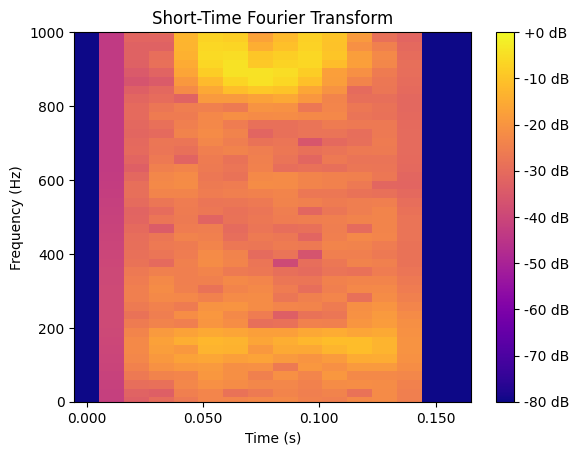 Short-Time Fourier Transform
1000
800
600
400
200
0
Frequency (Hz)
0.000
0.050
0.100
0.150
Time (s)
+0 dB
-10 dB
-20 dB
-30 dB
-40 dB
-50 dB
-60 dB
-70 dB
-80 dB